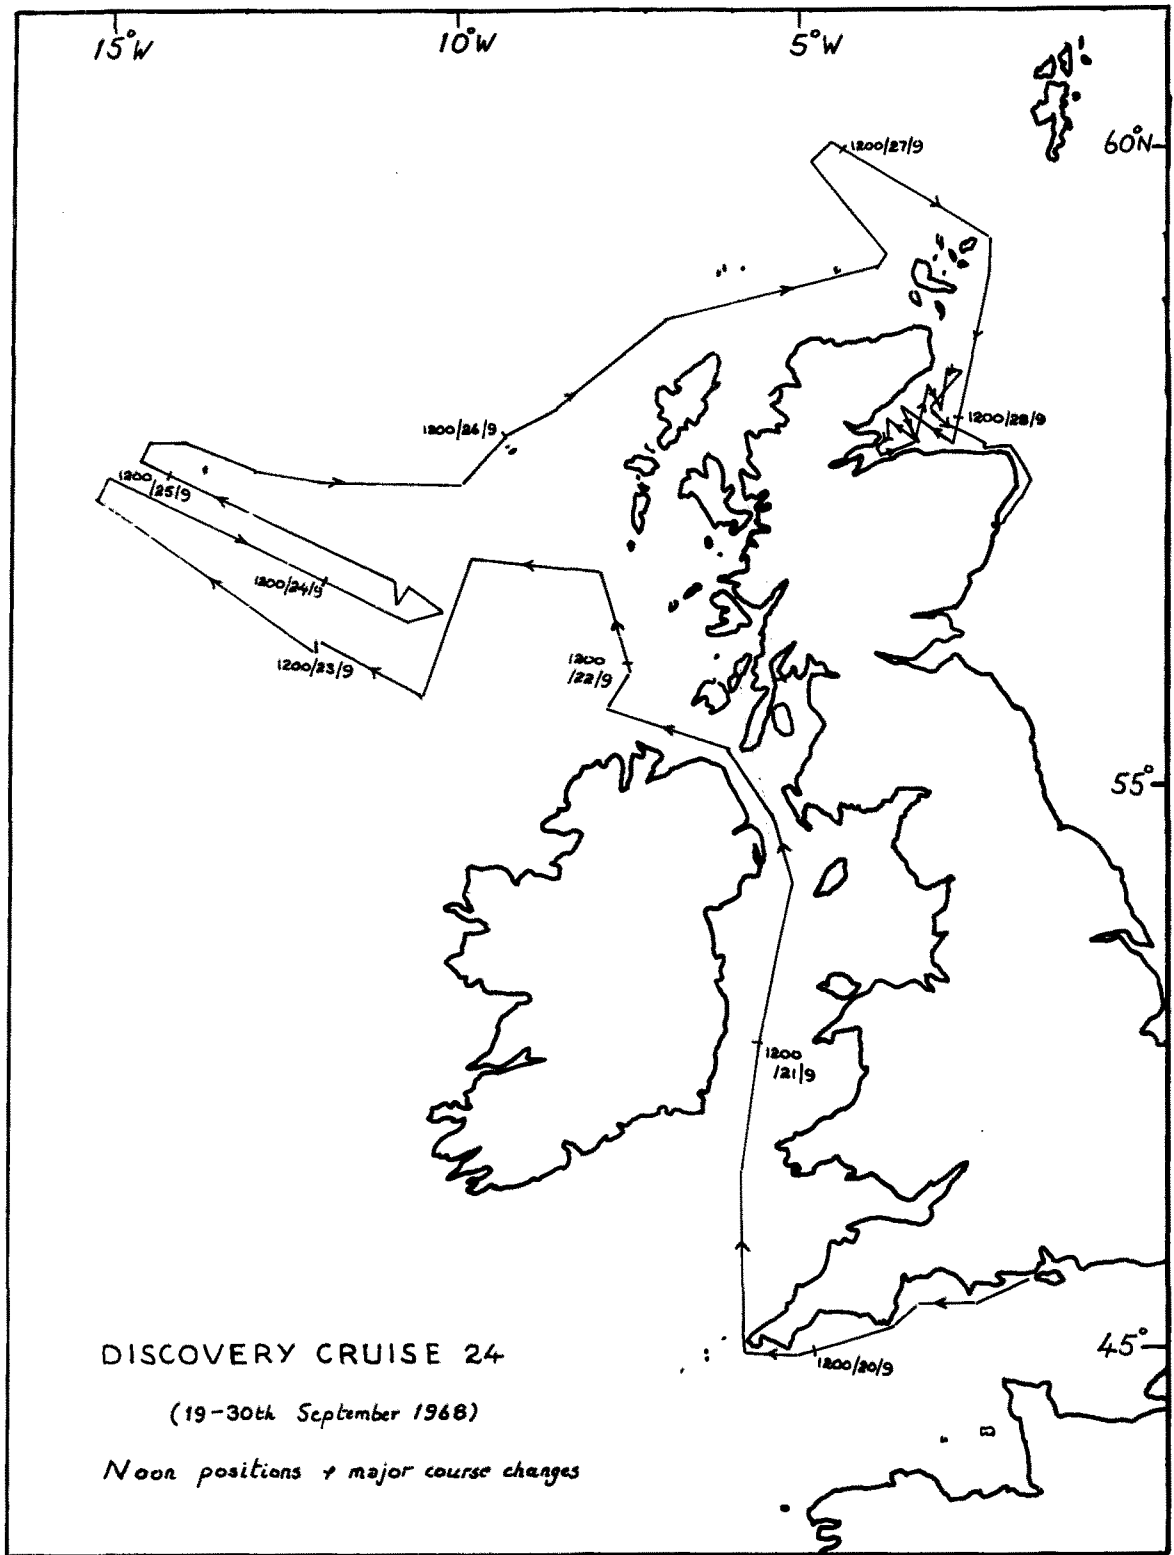 15°W
10°W
5°W
60°N
1200/27/9
1200/28/9
1200/26/9
1200
/25/9
1200/24/9
1200/23/9
1200
/22/9
55°
1200
/21/9
45°
1200/20/9
DISCOVERY CRUISE 24
(19-30th September 1968)
Noon positions + major course changes